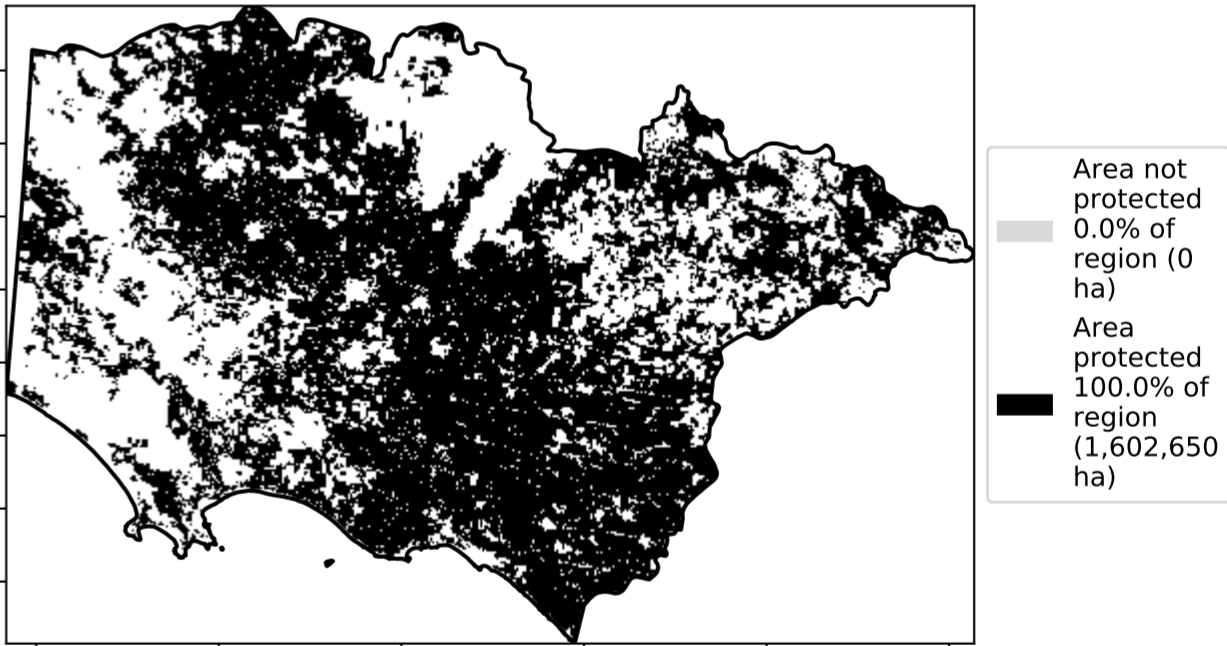 Area not
protected
0.0% of
region (0
ha)
Area
protected
100.0% of
region
(1,602,650
ha)